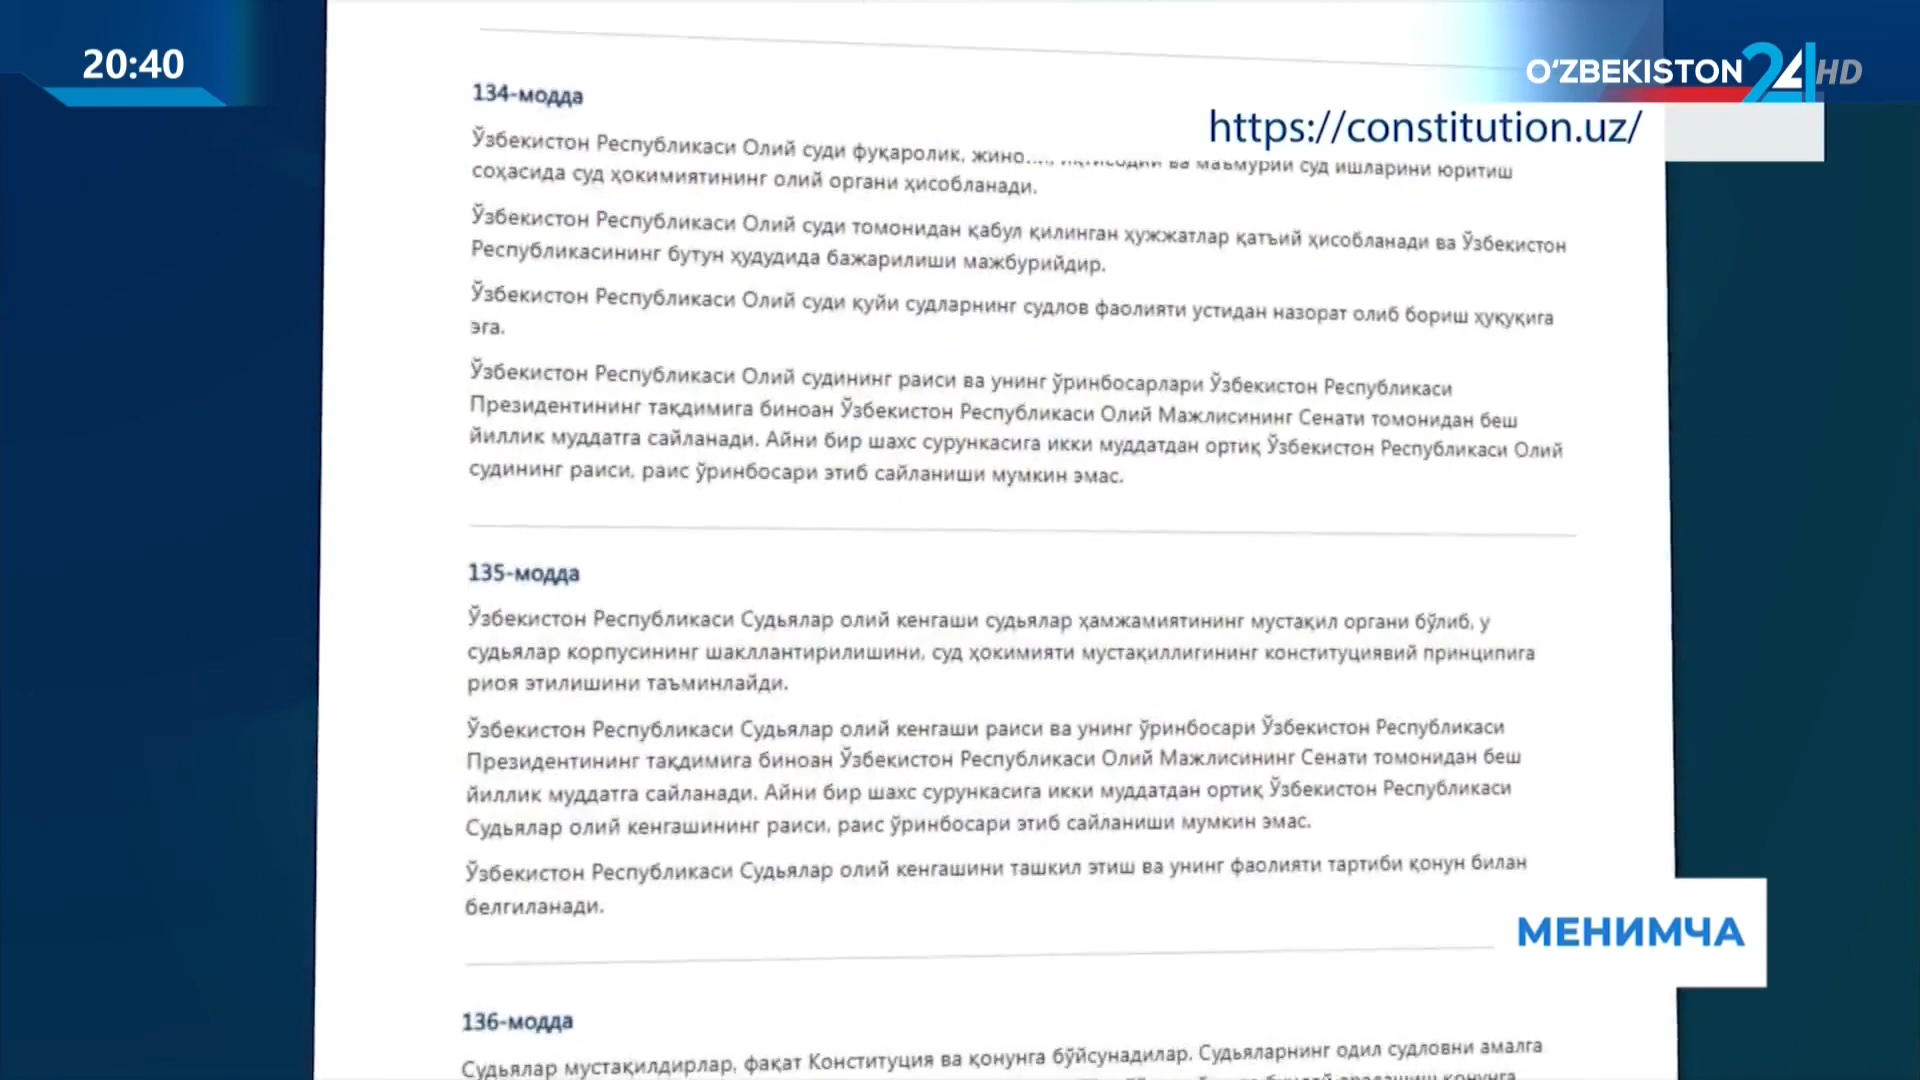 20:40
O‘ZBEKISTON 24 HD
https://constitution.uz/
134-модда
Ўзбекистон Республикаси Олий суди фуқаролик, жино... ва маъмурий суд ишларини юритиш
соҳасида суд ҳокимиятининг олий органи ҳисобланади.
Ўзбекистон Республикаси Олий суди томонидан қабул қилинган ҳужжатлар қатъий ҳисобланади ва Ўзбекистон
Республикасининг бутун ҳудудида бажарилиши мажбурийдир.
Ўзбекистон Республикаси Олий суди қуйи судларнинг судлов фаолияти устидан назорат олиб бориш ҳуқуқига
эга.
Ўзбекистон Республикаси Олий судининг раиси ва унинг ўринбосарлари Ўзбекистон Республикаси
Президентининг тақдимига биноан Ўзбекистон Республикаси Олий Мажлисининг Сенати томонидан беш
йиллик муддатга сайланади. Айни бир шахс сурункасига икки муддатдан ортиқ Ўзбекистон Республикаси Олий
судининг раиси, раис ўринбосари этиб сайланиши мумкин эмас.
135-модда
Ўзбекистон Республикаси Судьялар олий кенгаши судьялар ҳамжамиятининг мустақил органи бўлиб, у
судьялар корпусининг шакллантирилишини, суд ҳокимияти мустақиллигининг конституциявий принципига
риоя этилишини таъминлайди.
Ўзбекистон Республикаси Судьялар олий кенгаши раиси ва унинг ўринбосари Ўзбекистон Республикаси
Президентининг тақдимига биноан Ўзбекистон Республикаси Олий Мажлисининг Сенати томонидан беш
йиллик муддатга сайланади. Айни бир шахс сурункасига икки муддатдан ортиқ Ўзбекистон Республикаси
Судьялар олий кенгашининг раиси, раис ўринбосари этиб сайланиши мумкин эмас.
Ўзбекистон Республикаси Судьялар олий кенгашини ташкил этиш ва унинг фаолияти тартиби қонун билан
белгиланади.
МЕНИМЧА
136-модда
Судьялар мустақилдирлар, фақат Конституция ва қонунга бўйсунадилар. Судьяларнинг одил судловни амалга